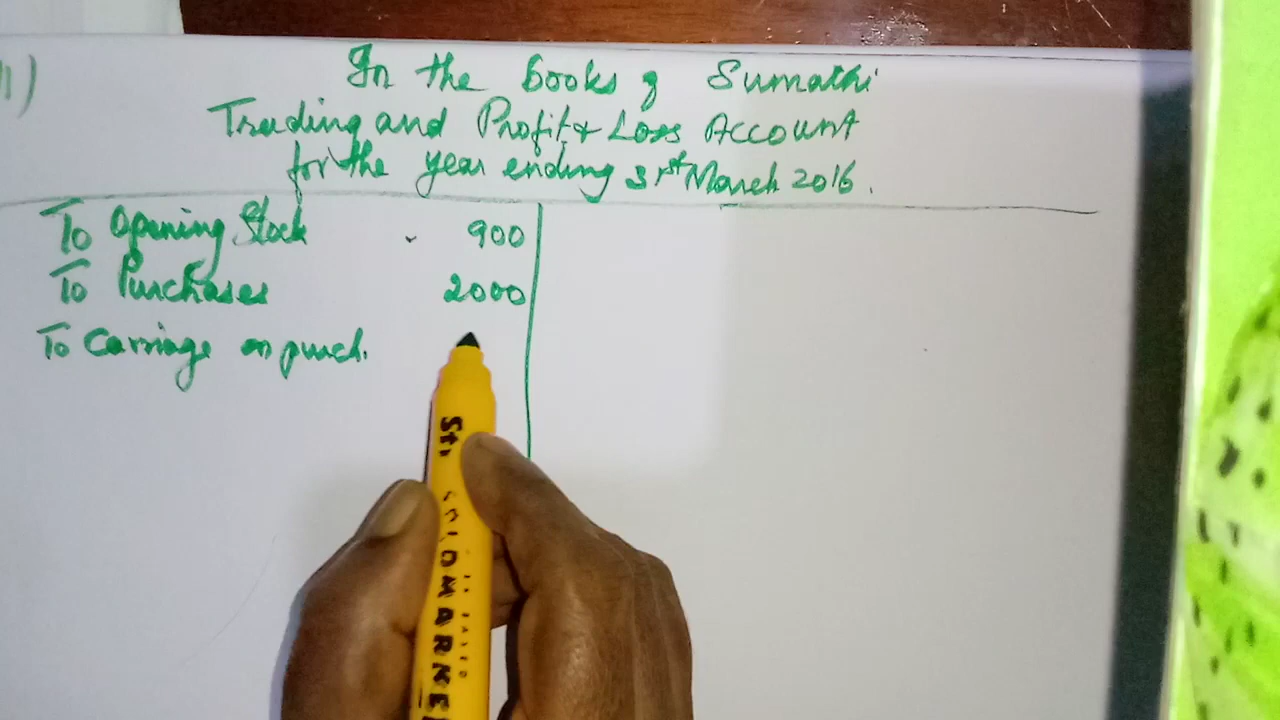 11)
In the books of Sumathi
Trading and Profit & Loss Account
for the year ending 31st March 2016.
To Opening Stock 900
To Purchases 2000
To Carriage on purch.